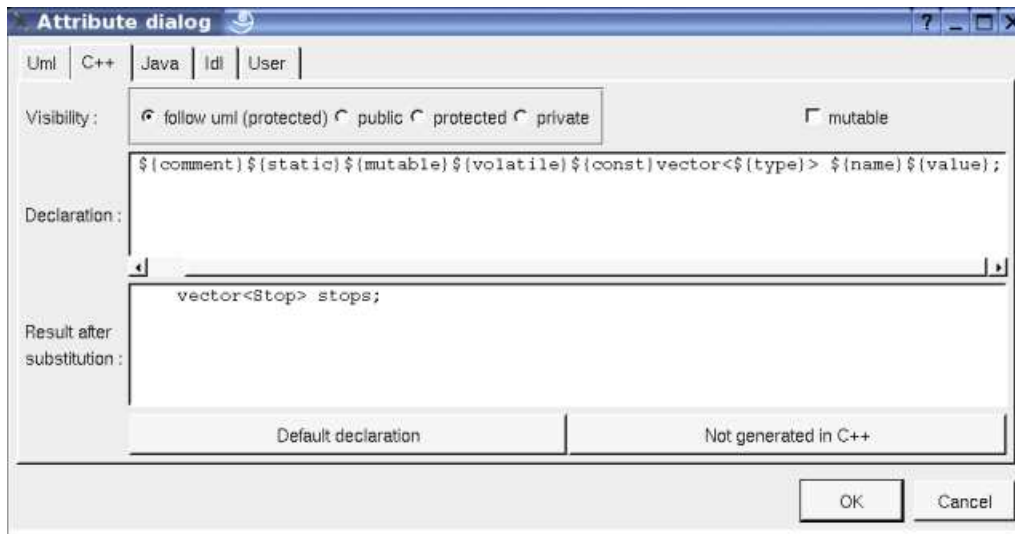 Attribute dialog
Uml C++ Java Idl User
Visibility : follow uml (protected) public protected private mutable
${comment}${static}${mutable}${volatile}${const}vector<${type}> ${name}${value};
Declaration :
vector<Stop> stops;
Result after
substitution :
Default declaration Not generated in C++
OK Cancel